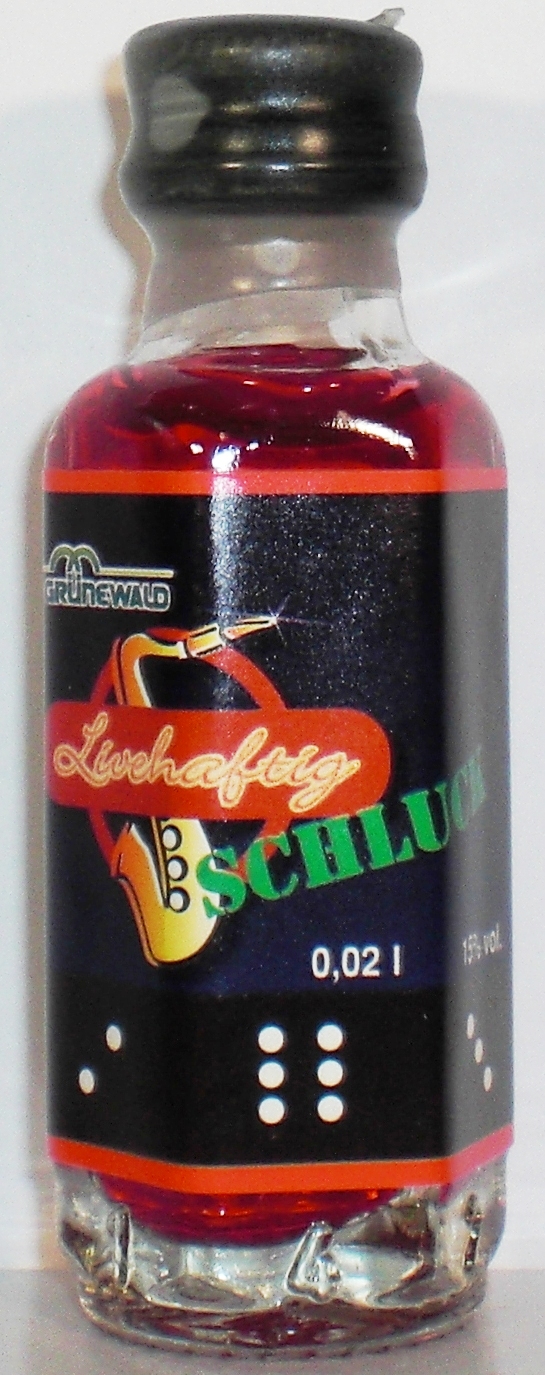 GRÜNEWALD
Livehaftig
SCHLUCK
0,02 l
15% vol.